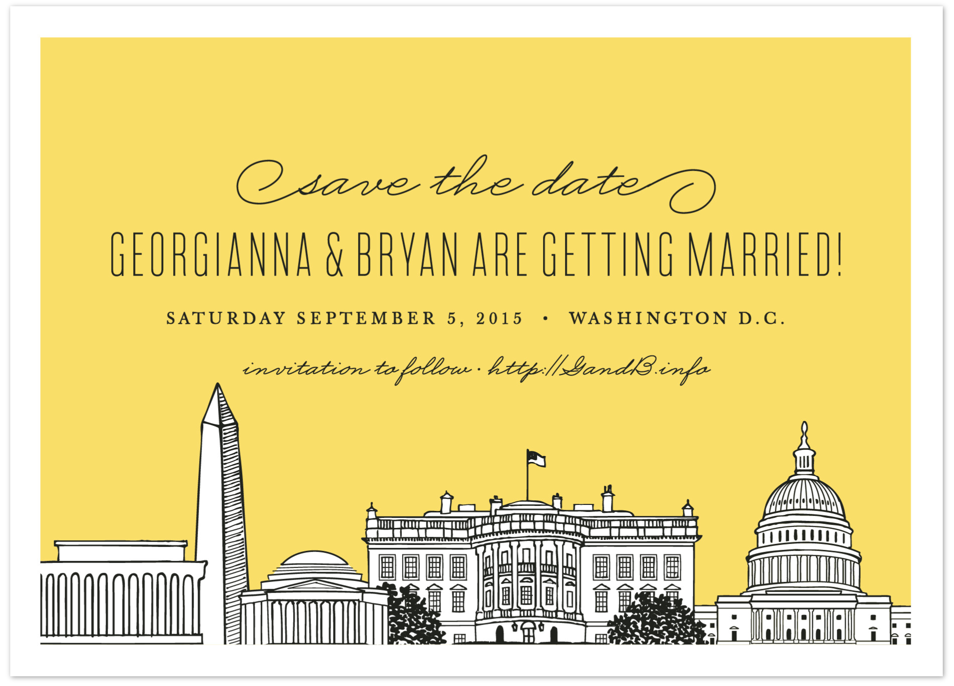 save the date
GEORGIANNA & BRYAN ARE GETTING MARRIED!
SATURDAY SEPTEMBER 5, 2015 • WASHINGTON D.C.
invitation to follow · http://GandB.info